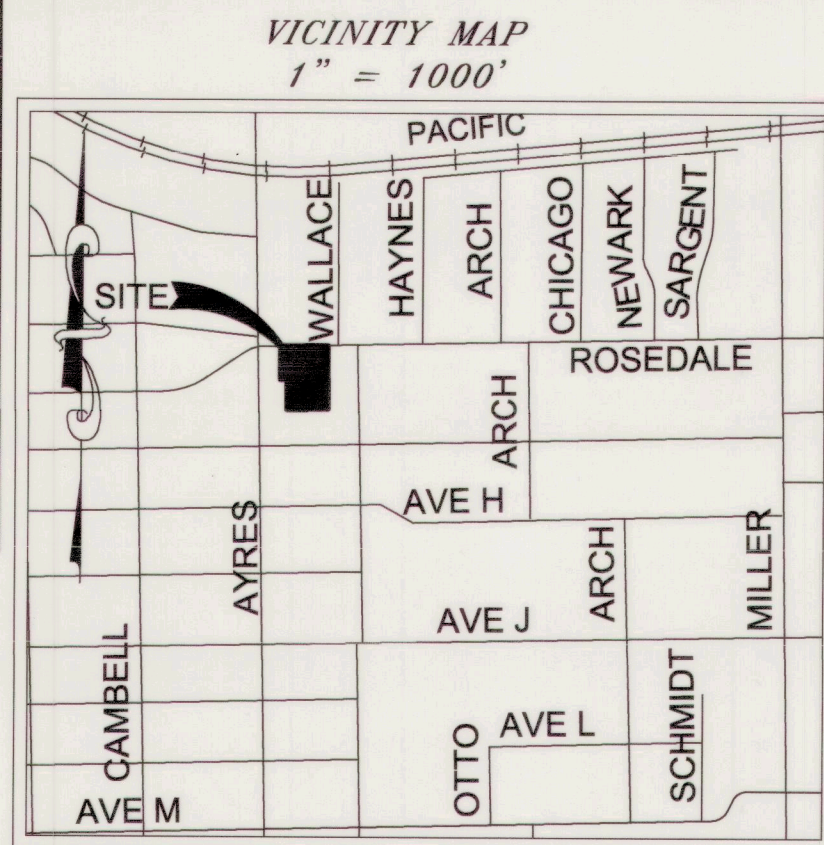 VICINITY MAP
1" = 1000'
PACIFIC
WALLACE
HAYNES
ARCH
CHICAGO
NEWARK
SARGENT
SITE
ROSEDALE
ARCH
AVE H
AYRES
ARCH
MILLER
AVE J
CAMBELL
OTTO
AVE L
SCHMIDT
AVE M